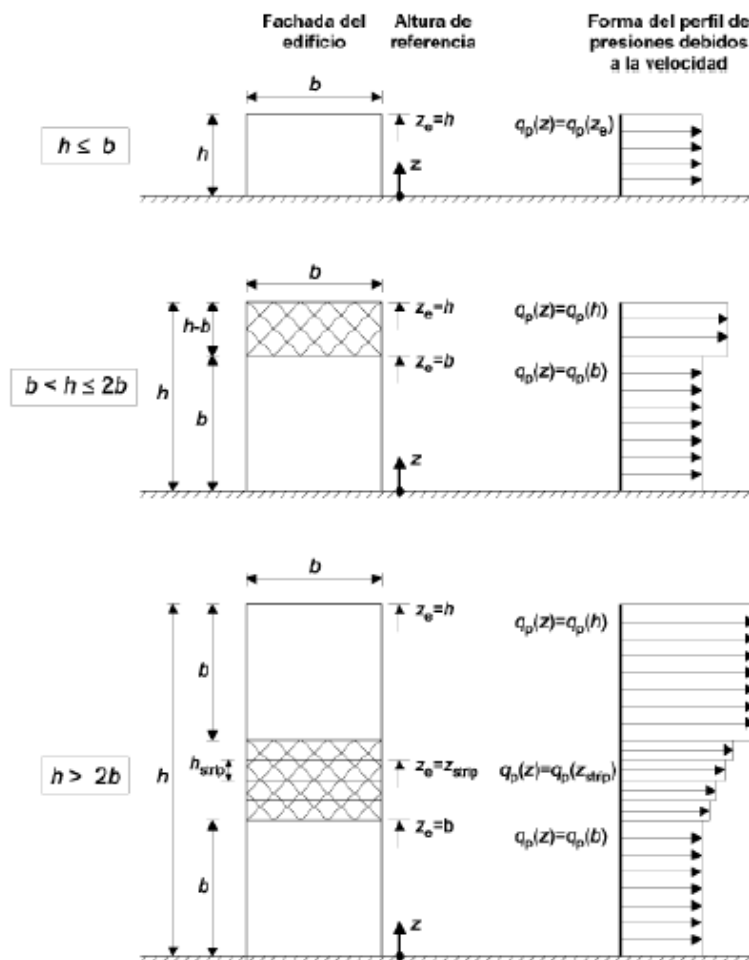 Fachada del edificio
Altura de referencia
Forma del perfil de presiones debidos a la velocidad
h ≤ b
b
h
z_e=h
z
q_p(z)=q_p(z_e)
b < h ≤ 2b
b
h-b
h
b
z_e=h
z_e=b
z
q_p(z)=q_p(h)
q_p(z)=q_p(b)
h > 2b
b
h
b
h_strip
b
z_e=h
z_e=z_strip
z_e=b
z
q_p(z)=q_p(h)
q_p(z)=q_p(z_strip)
q_p(z)=q_p(b)